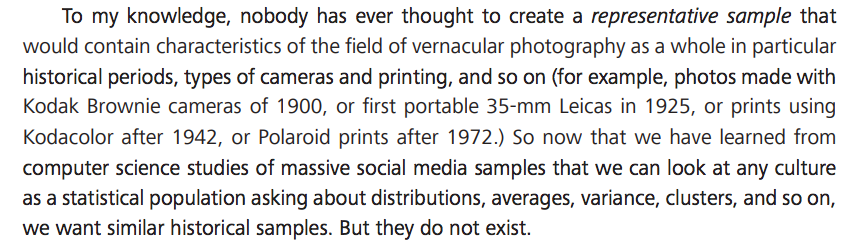 To my knowledge, nobody has ever thought to create a representative sample that
would contain characteristics of the field of vernacular photography as a whole in particular
historical periods, types of cameras and printing, and so on (for example, photos made with
Kodak Brownie cameras of 1900, or first portable 35-mm Leicas in 1925, or prints using
Kodacolor after 1942, or Polaroid prints after 1972.) So now that we have learned from
computer science studies of massive social media samples that we can look at any culture
as a statistical population asking about distributions, averages, variance, clusters, and so on,
we want similar historical samples. But they do not exist.